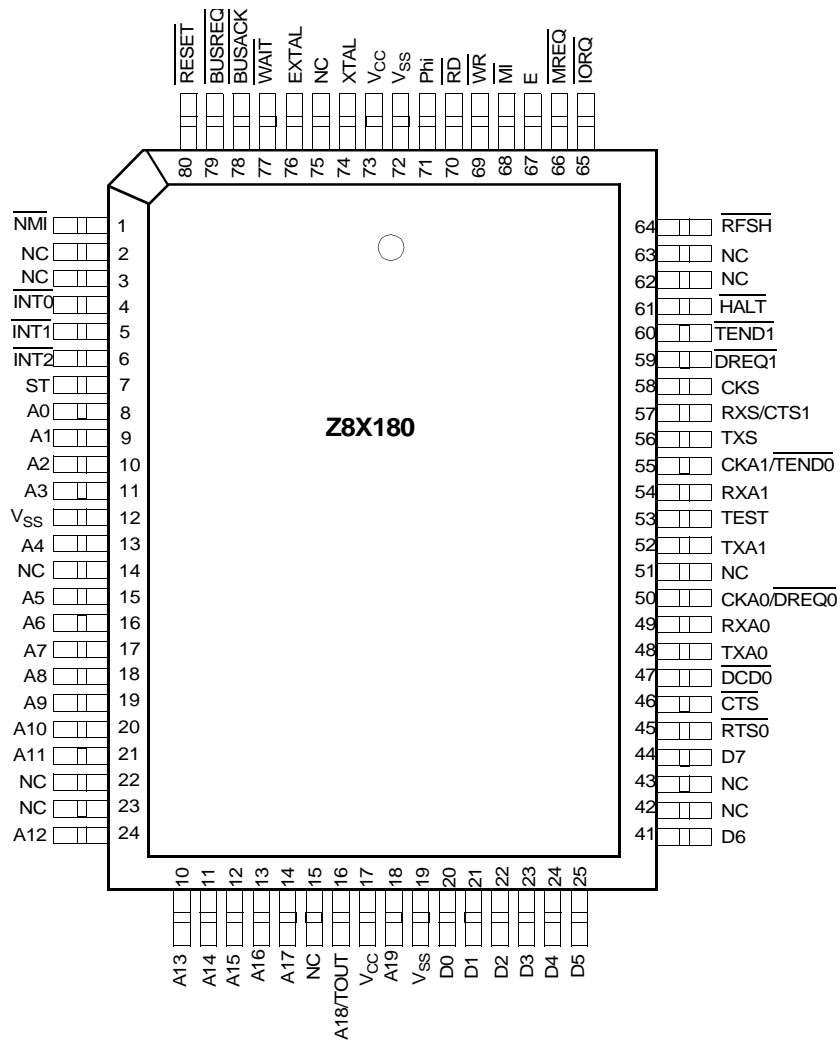 RESET
BUSREQ
BUSACK
WAIT
EXTAL
NC
XTAL
VCC
VSS
Phi
RD
WR
MI
E
MREQ
IORQ
80 79 78 77 76 75 74 73 72 71 70 69 68 67 66 65
NMI 1
NC 2
NC 3
INT0 4
INT1 5
INT2 6
ST 7
A0 8
A1 9
A2 10
A3 11
VSS 12
A4 13
NC 14
A5 15
A6 16
A7 17
A8 18
A9 19
A10 20
A11 21
NC 22
NC 23
A12 24
Z8X180
64 RFSH
63 NC
62 NC
61 HALT
60 TEND1
59 DREQ1
58 CKS
57 RXS/CTS1
56 TXS
55 CKA1/TEND0
54 RXA1
53 TEST
52 TXA1
51 NC
50 CKA0/DREQ0
49 RXA0
48 TXA0
47 DCD0
46 CTS
45 RTS0
44 D7
43 NC
42 NC
41 D6
10 11 12 13 14 15 16 17 18 19 20 21 22 23 24 25
A13
A14
A15
A16
A17
NC
A18/TOUT
VCC
A19
VSS
D0
D1
D2
D3
D4
D5